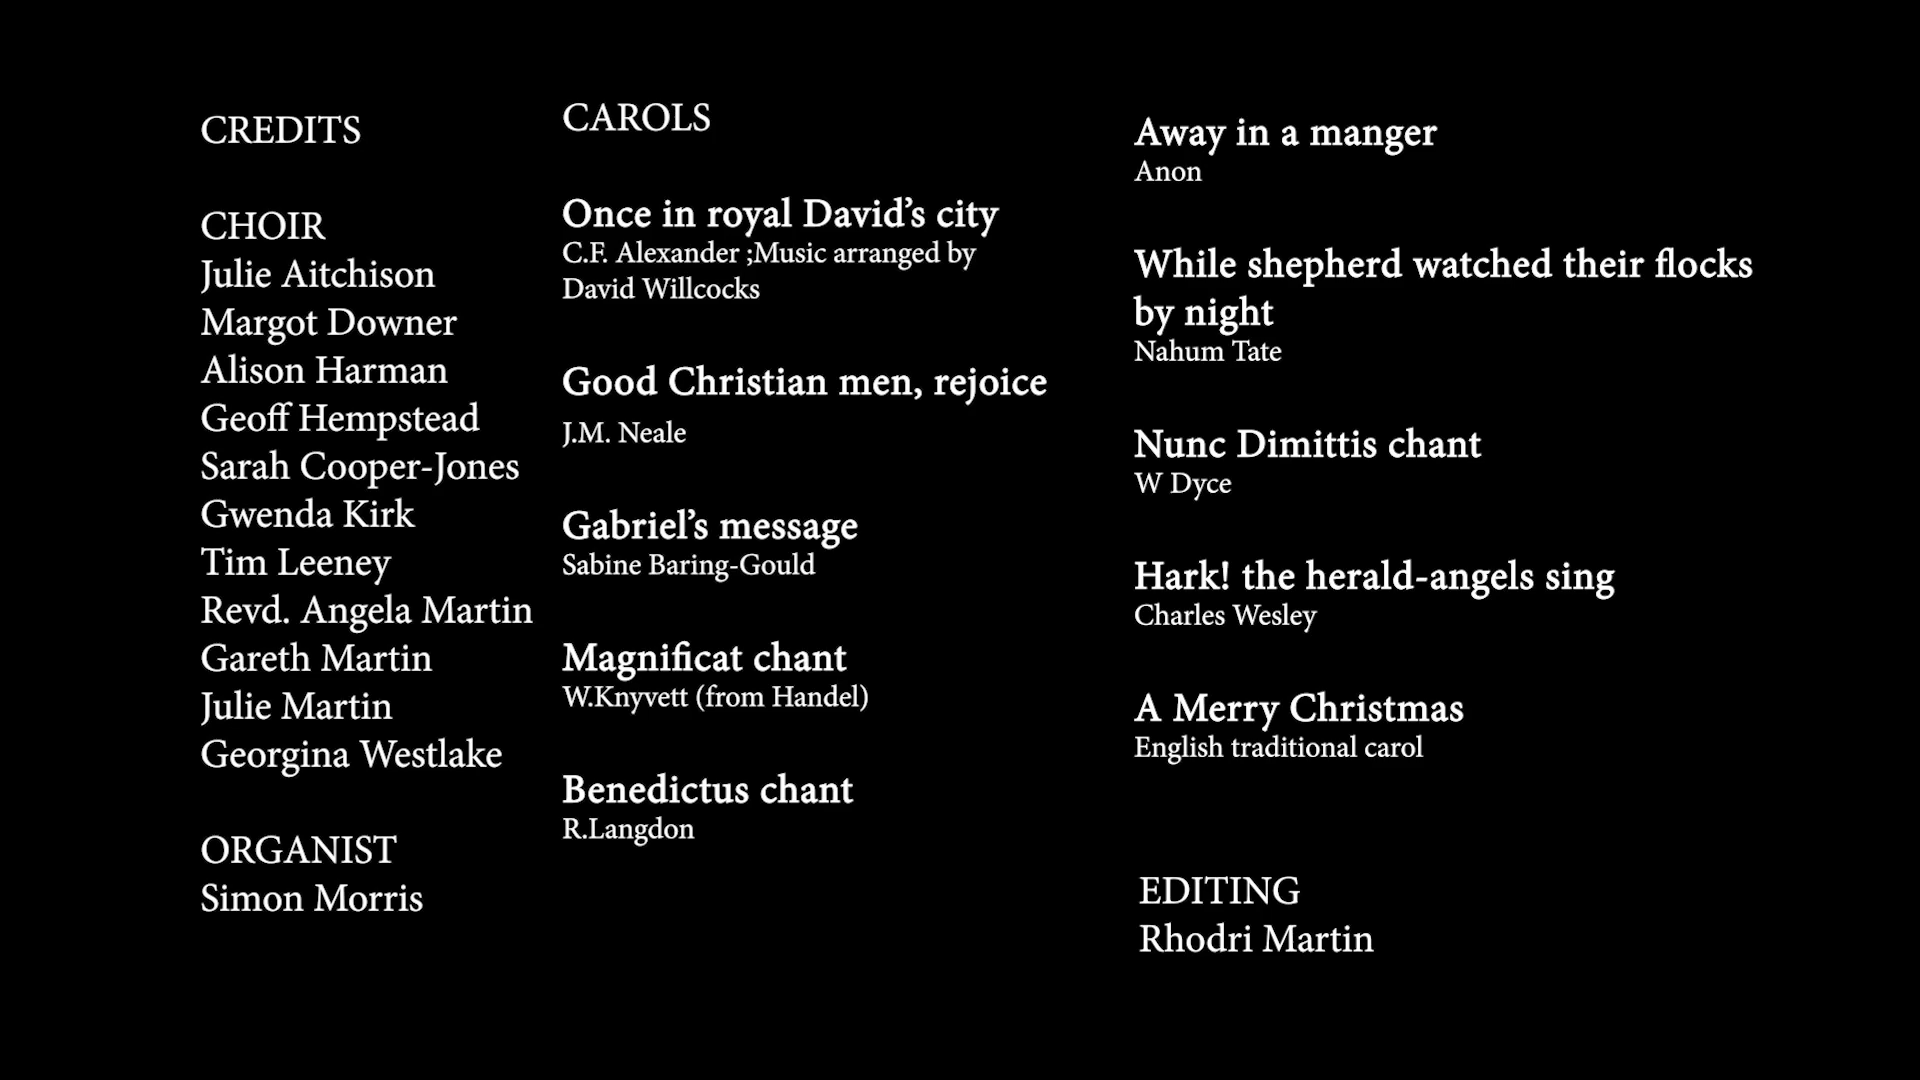 CREDITS
CHOIR
Julie Aitchison
Margot Downer
Alison Harman
Geoff Hempstead
Sarah Cooper-Jones
Gwenda Kirk
Tim Leeney
Revd. Angela Martin
Gareth Martin
Julie Martin
Georgina Westlake
ORGANIST
Simon Morris
CAROLS
Once in royal David’s city
C.F. Alexander ;Music arranged by
David Willcocks
Good Christian men, rejoice
J.M. Neale
Gabriel’s message
Sabine Baring-Gould
Magnificat chant
W.Knyvett (from Handel)
Benedictus chant
R.Langdon
Away in a manger
Anon
While shepherd watched their flocks
by night
Nahum Tate
Nunc Dimittis chant
W Dyce
Hark! the herald-angels sing
Charles Wesley
A Merry Christmas
English traditional carol
EDITING
Rhodri Martin